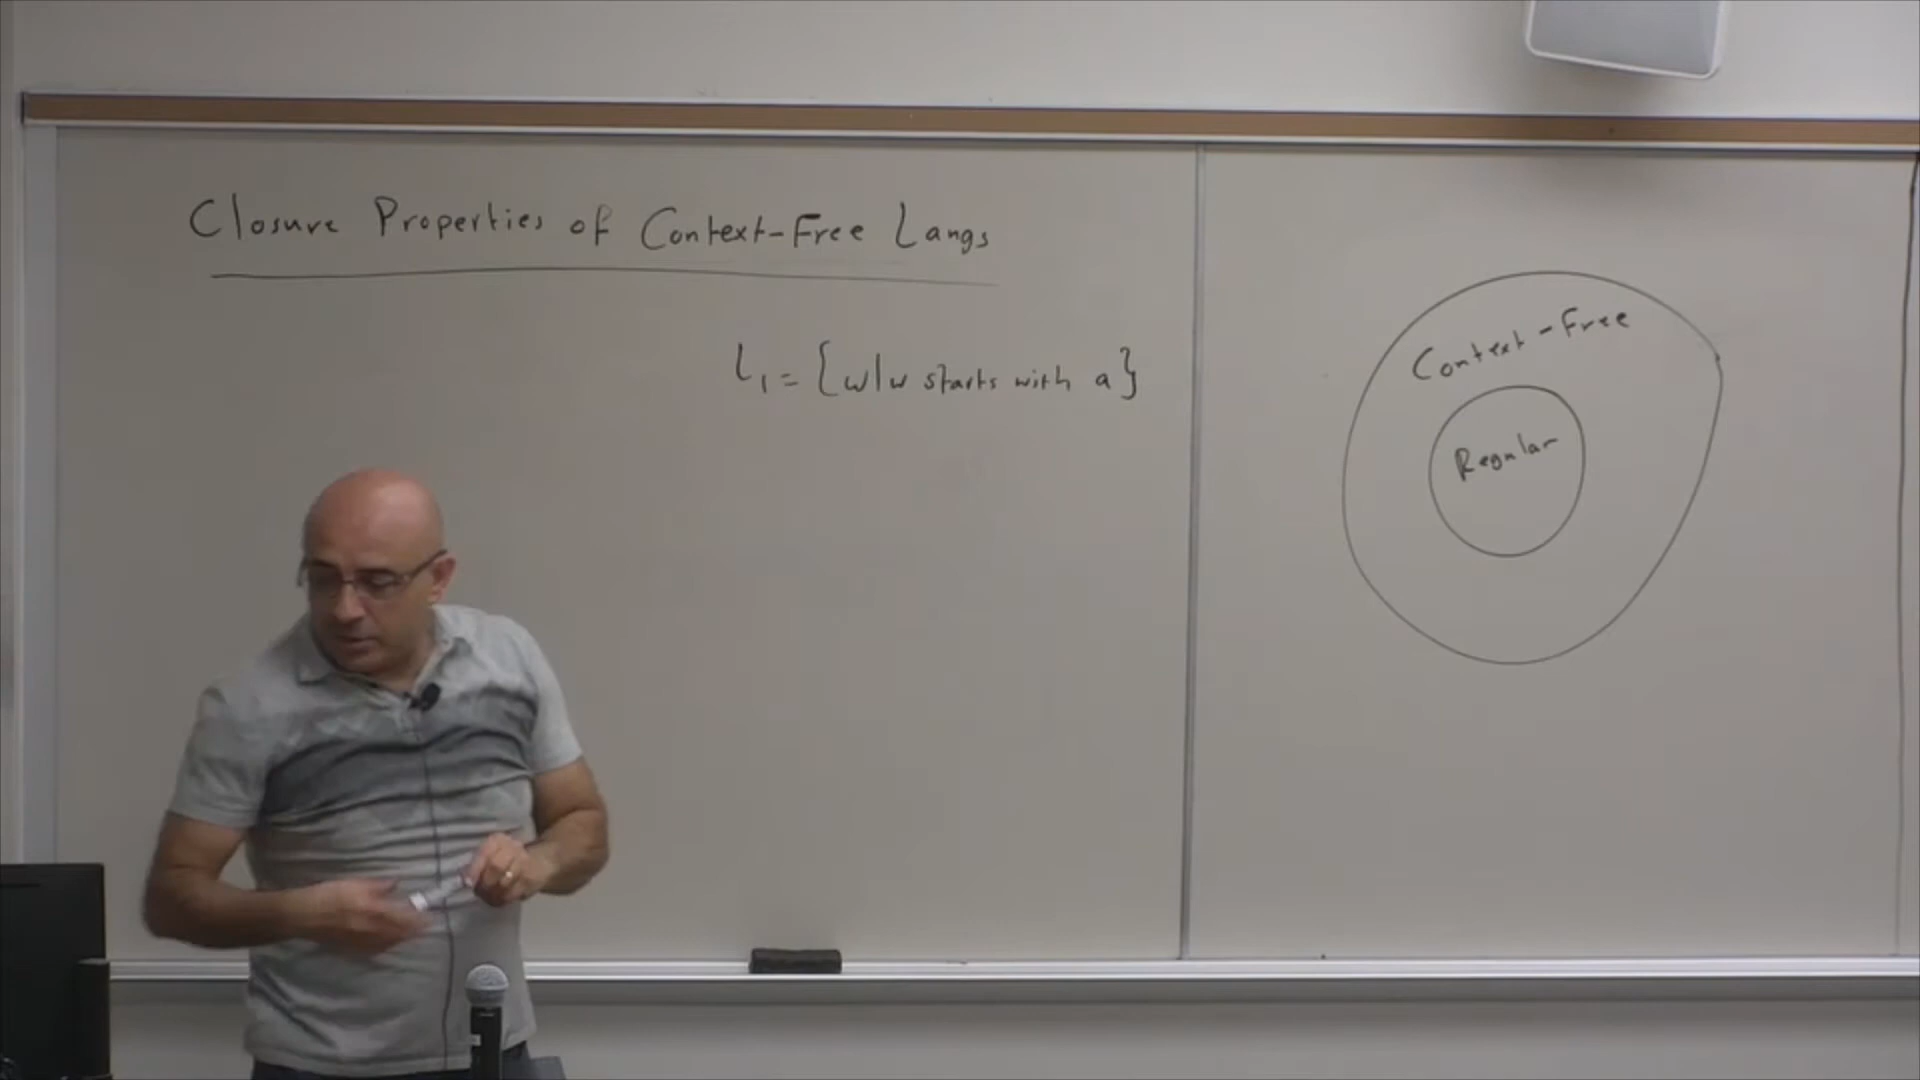 Closure Properties of Context-Free Langs
L₁ = {w|w starts with a}
Context-Free
Regular